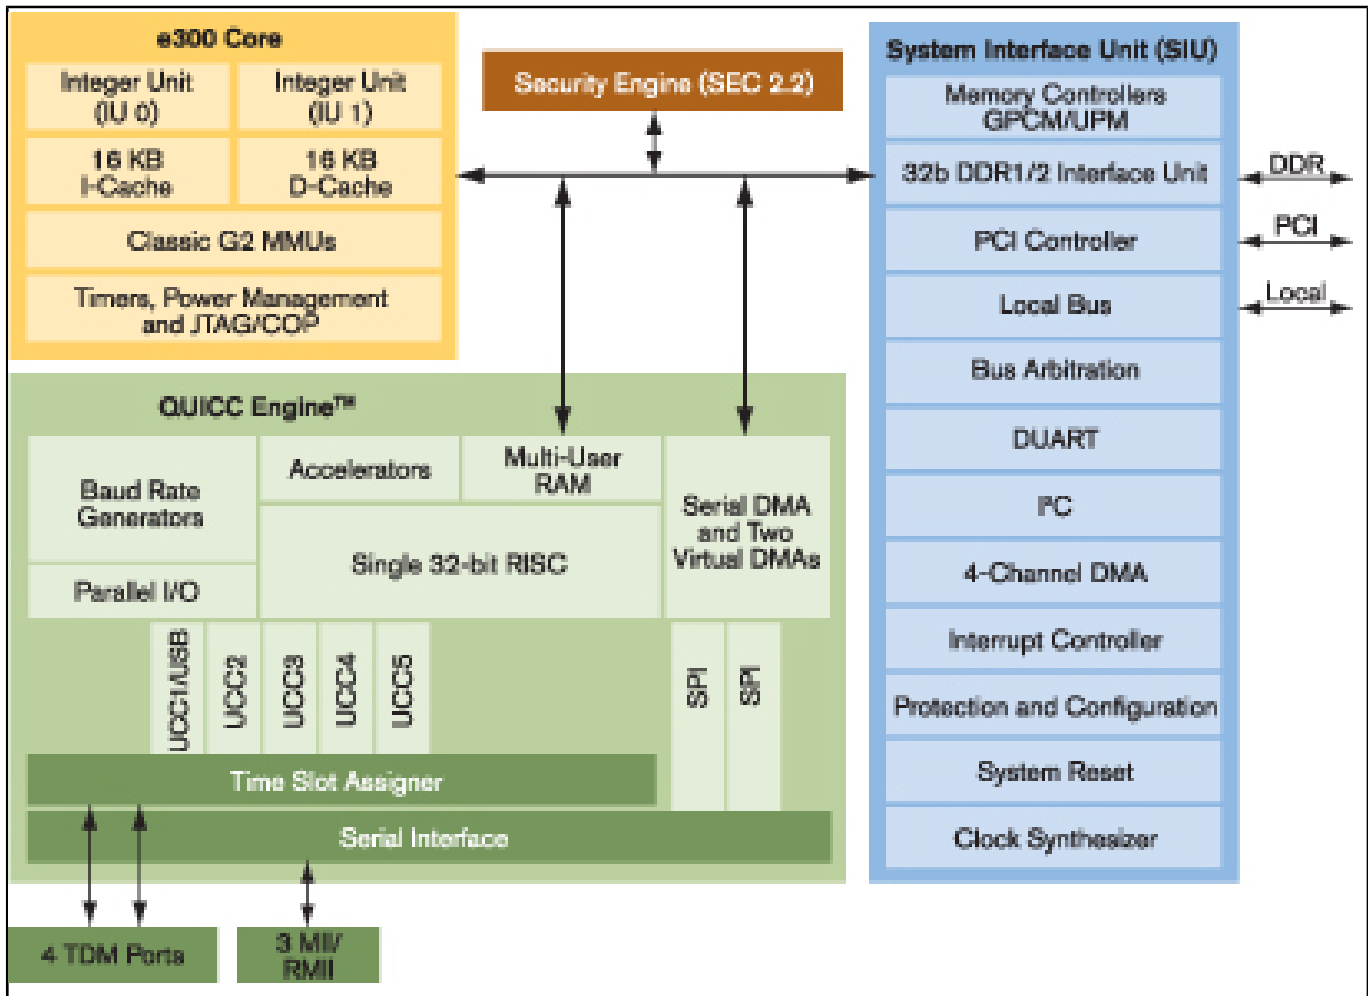 e300 Core
Integer Unit
(IU 0)
Integer Unit
(IU 1)
16 KB
I-Cache
16 KB
D-Cache
Classic G2 MMUs
Timers, Power Management
and JTAG/COP
Security Engine (SEC 2.2)
System Interface Unit (SIU)
Memory Controllers
GPCM/UPM
32b DDR1/2 Interface Unit
PCI Controller
Local Bus
Bus Arbitration
DUART
I²C
4-Channel DMA
Interrupt Controller
Protection and Configuration
System Reset
Clock Synthesizer
DDR
PCI
Local
QUICC Engine™
Baud Rate
Generators
Parallel I/O
Accelerators
Multi-User
RAM
Single 32-bit RISC
Serial DMA
and Two
Virtual DMAs
UCC1/USB
UCC2
UCC3
UCC4
UCC5
SPI
SPI
Time Slot Assigner
Serial Interface
4 TDM Ports
3 MII/
RMII